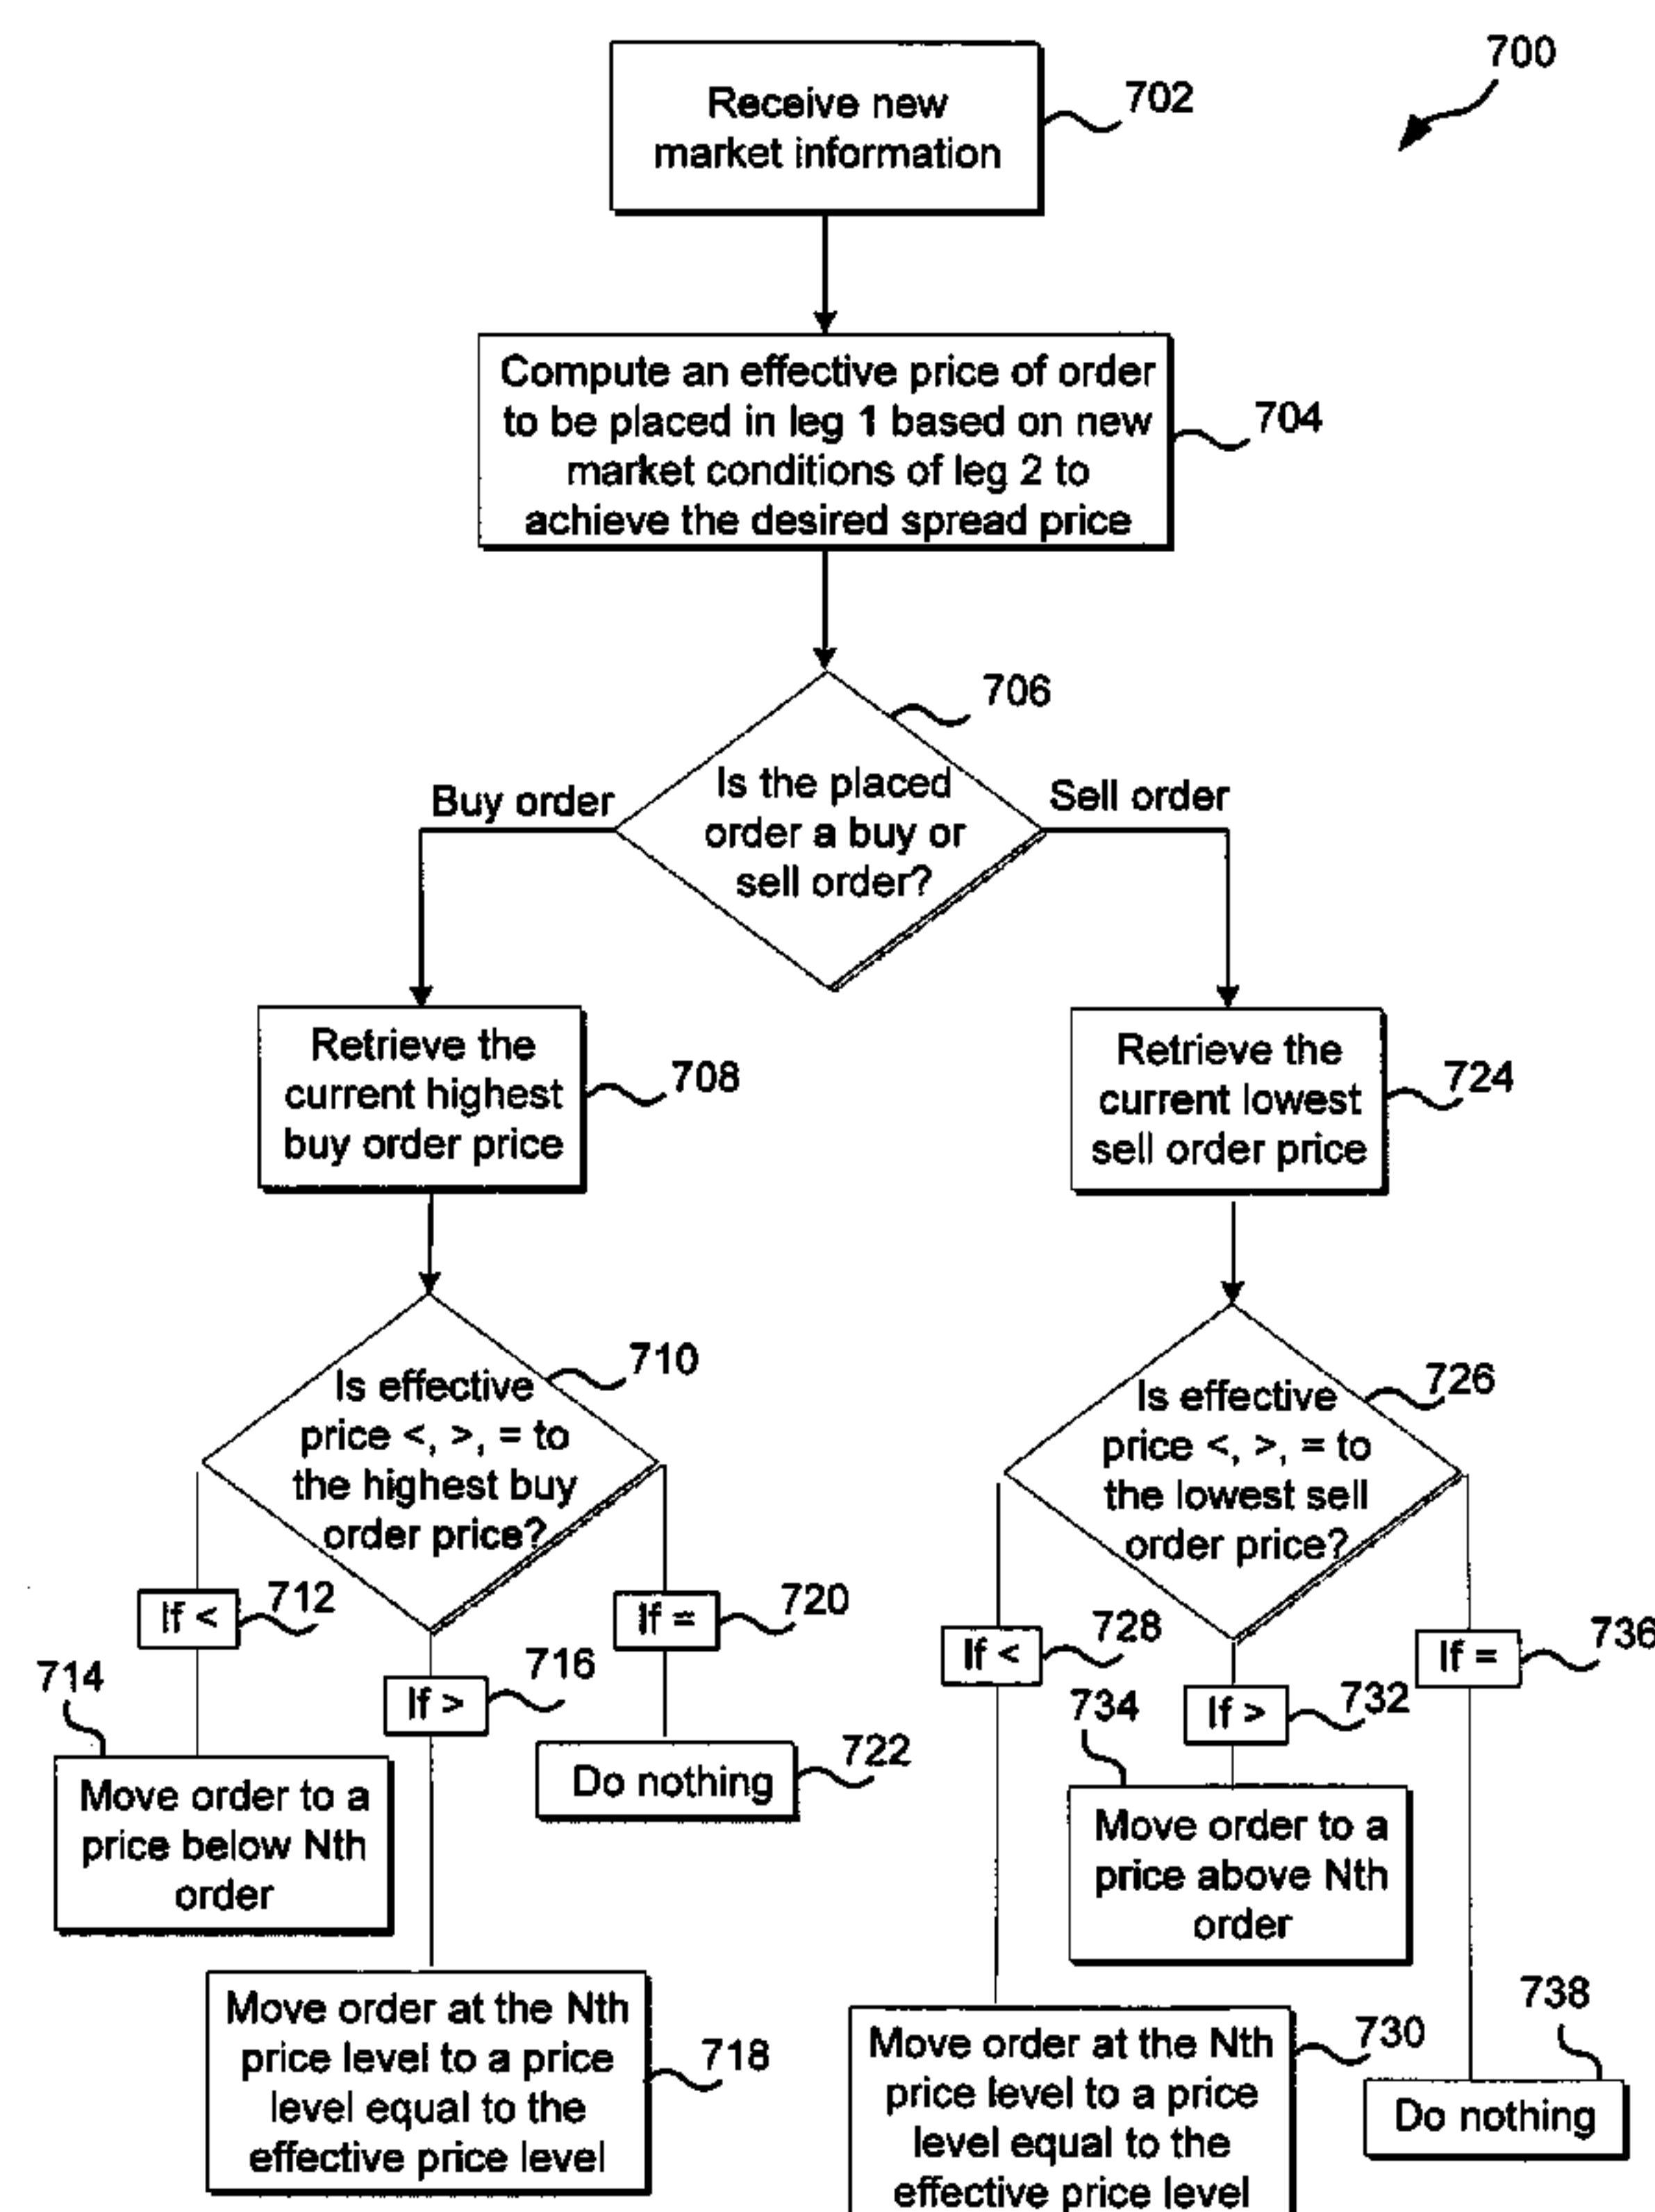 700
Receive new
market information
702
Compute an effective price of order
to be placed in leg 1 based on new
market conditions of leg 2 to
achieve the desired spread price
704
706
Is the placed
order a buy or
sell order?
Buy order
Sell order
Retrieve the
current highest
buy order price
708
Retrieve the
current lowest
sell order price
724
Is effective
price <, >, = to
the highest buy
order price?
710
Is effective
price <, >, = to
the lowest sell
order price?
726
If <
712
If >
716
If =
720
If <
728
If >
732
If =
736
714
Move order to a
price below Nth
order
Do nothing
722
734
Move order to a
price above Nth
order
Move order at the Nth
price level to a price
level equal to the
effective price level
718
Move order at the Nth
price level to a price
level equal to the
effective price level
730
738
Do nothing